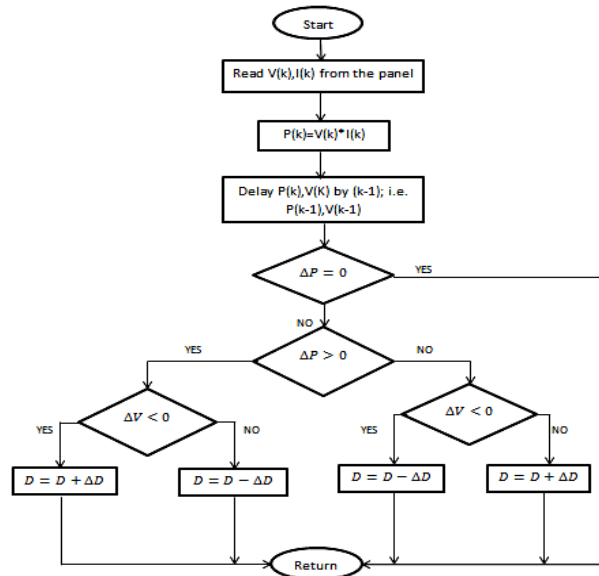 Start
Read V(k),I(k) from the panel
P(k)=V(k)*I(k)
Delay P(k),V(K) by (k-1); i.e.
P(k-1),V(k-1)
ΔP = 0
YES
NO
YES
ΔP > 0
NO
ΔV < 0
ΔV < 0
YES
NO
YES
NO
D = D + ΔD
D = D − ΔD
D = D − ΔD
D = D + ΔD
Return